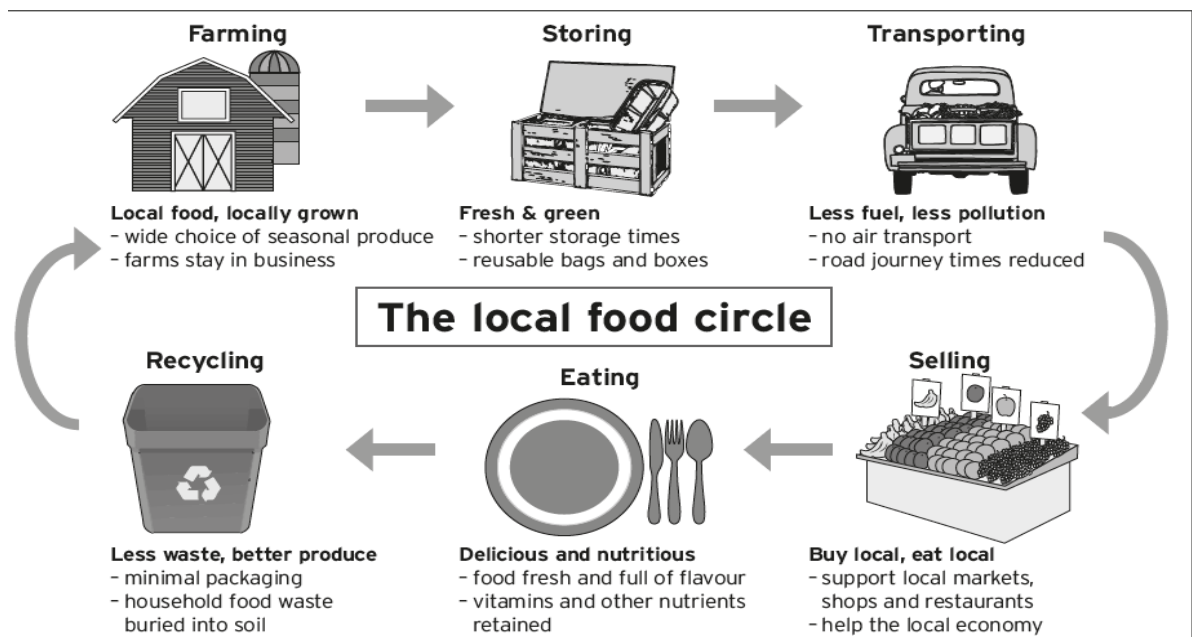 Farming
Local food, locally grown
– wide choice of seasonal produce
– farms stay in business
Storing
Fresh & green
– shorter storage times
– reusable bags and boxes
Transporting
Less fuel, less pollution
– no air transport
– road journey times reduced
The local food circle
Selling
Buy local, eat local
– support local markets,
shops and restaurants
– help the local economy
Eating
Delicious and nutritious
– food fresh and full of flavour
– vitamins and other nutrients
retained
Recycling
Less waste, better produce
– minimal packaging
– household food waste
buried into soil